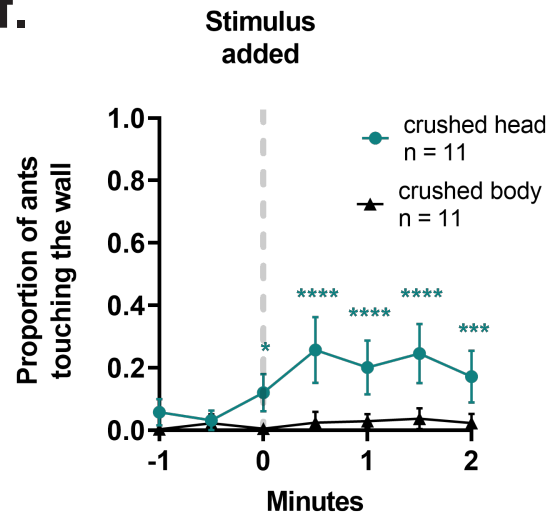 Stimulus
added
1.0
0.8
0.6
0.4
0.2
0.0
Proportion of ants
touching the wall
crushed head
n = 11
crushed body
n = 11
*
****
****
****
***
-1 0 1 2
Minutes